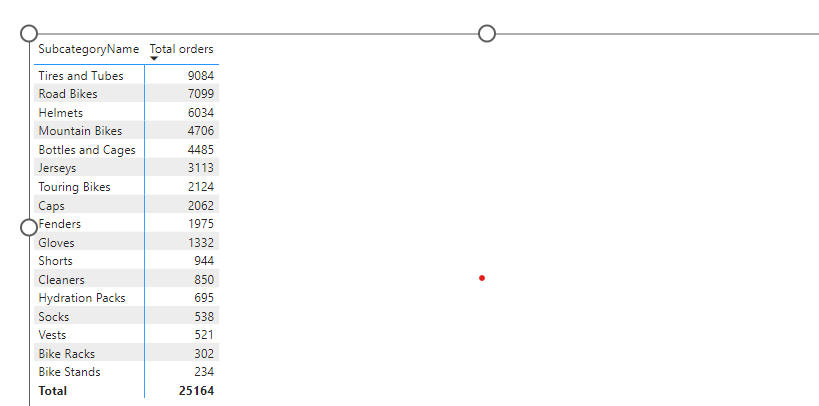 SubcategoryName Total orders
Tires and Tubes 9084
Road Bikes 7099
Helmets 6034
Mountain Bikes 4706
Bottles and Cages 4485
Jerseys 3113
Touring Bikes 2124
Caps 2062
Fenders 1975
Gloves 1332
Shorts 944
Cleaners 850
Hydration Packs 695
Socks 538
Vests 521
Bike Racks 302
Bike Stands 234
Total 25164